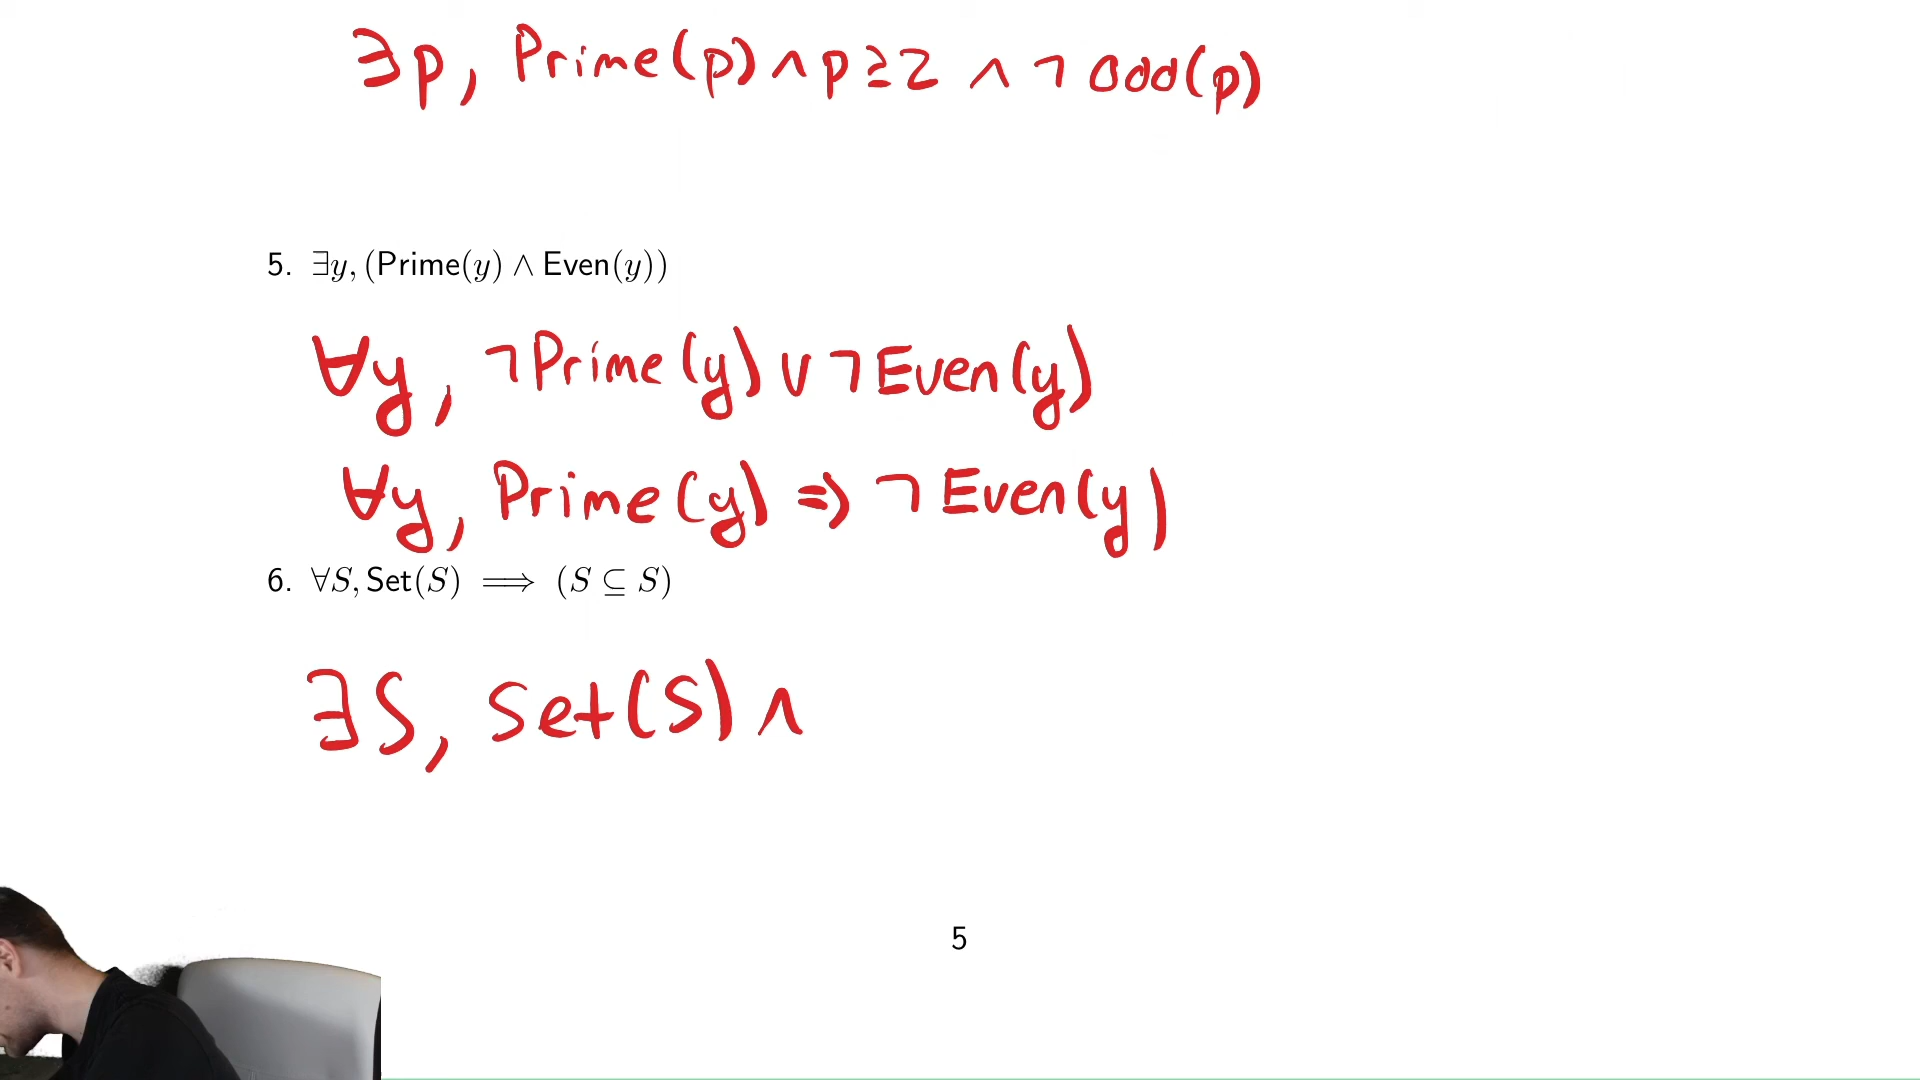 ∃p, Prime(p) ∧ p ≥ 2 ∧ ¬ Odd(p)
5. ∃y, (Prime(y) ∧ Even(y))
∀y, ¬Prime(y) ∨ ¬Even(y)
∀y, Prime(y) ⇒ ¬Even(y)
6. ∀S, Set(S) ⟹ (S ⊆ S)
∃S, Set(S) ∧
5